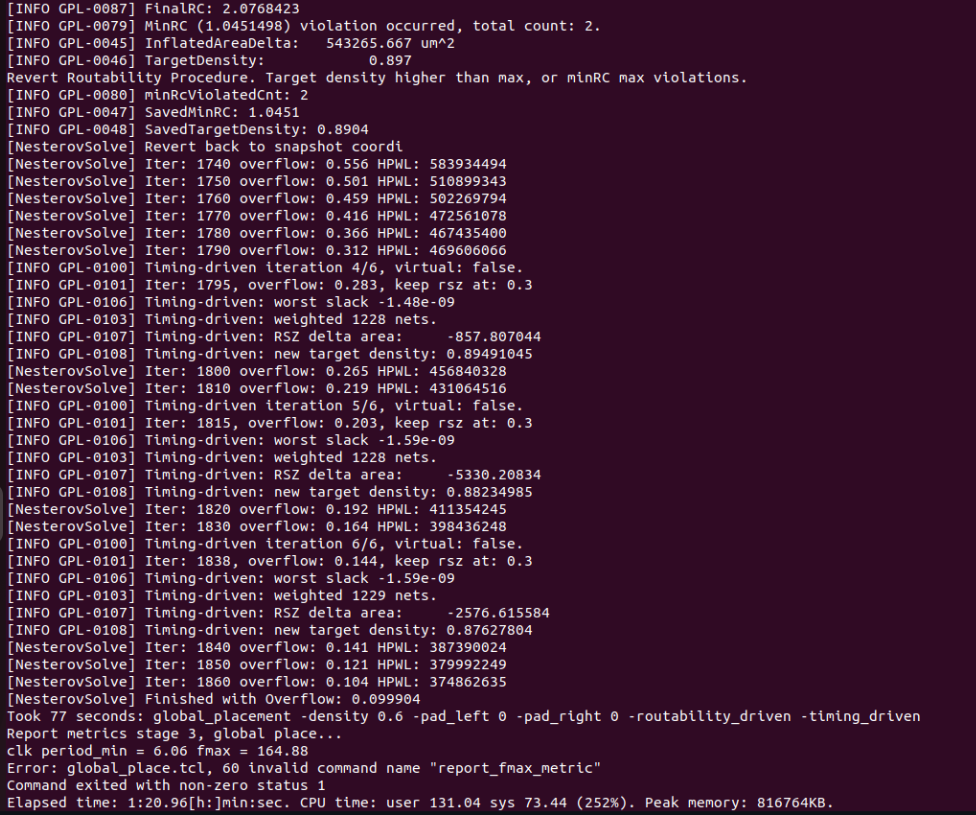 [INFO GPL-0087] FinalRC: 2.0768423
[INFO GPL-0079] MinRC (1.0451498) violation occurred, total count: 2.
[INFO GPL-0045] InflatedAreaDelta:   543265.667 um^2
[INFO GPL-0046] TargetDensity:            0.897
Revert Routability Procedure. Target density higher than max, or minRC max violations.
[INFO GPL-0080] minRcViolatedCnt: 2
[INFO GPL-0047] SavedMinRC: 1.0451
[INFO GPL-0048] SavedTargetDensity: 0.8904
[NesterovSolve] Revert back to snapshot coordi
[NesterovSolve] Iter: 1740 overflow: 0.556 HPWL: 583934494
[NesterovSolve] Iter: 1750 overflow: 0.501 HPWL: 510899343
[NesterovSolve] Iter: 1760 overflow: 0.459 HPWL: 502269794
[NesterovSolve] Iter: 1770 overflow: 0.416 HPWL: 472561078
[NesterovSolve] Iter: 1780 overflow: 0.366 HPWL: 467435400
[NesterovSolve] Iter: 1790 overflow: 0.312 HPWL: 469606066
[INFO GPL-0100] Timing-driven iteration 4/6, virtual: false.
[INFO GPL-0101] Iter: 1795, overflow: 0.283, keep rsz at: 0.3
[INFO GPL-0106] Timing-driven: worst slack -1.48e-09
[INFO GPL-0103] Timing-driven: weighted 1228 nets.
[INFO GPL-0107] Timing-driven: RSZ delta area:     -857.807044
[INFO GPL-0108] Timing-driven: new target density: 0.89491045
[NesterovSolve] Iter: 1800 overflow: 0.265 HPWL: 456840328
[NesterovSolve] Iter: 1810 overflow: 0.219 HPWL: 431064516
[INFO GPL-0100] Timing-driven iteration 5/6, virtual: false.
[INFO GPL-0101] Iter: 1815, overflow: 0.203, keep rsz at: 0.3
[INFO GPL-0106] Timing-driven: worst slack -1.59e-09
[INFO GPL-0103] Timing-driven: weighted 1228 nets.
[INFO GPL-0107] Timing-driven: RSZ delta area:     -5330.20834
[INFO GPL-0108] Timing-driven: new target density: 0.88234985
[NesterovSolve] Iter: 1820 overflow: 0.192 HPWL: 411354245
[NesterovSolve] Iter: 1830 overflow: 0.164 HPWL: 398436248
[INFO GPL-0100] Timing-driven iteration 6/6, virtual: false.
[INFO GPL-0101] Iter: 1838, overflow: 0.144, keep rsz at: 0.3
[INFO GPL-0106] Timing-driven: worst slack -1.59e-09
[INFO GPL-0103] Timing-driven: weighted 1229 nets.
[INFO GPL-0107] Timing-driven: RSZ delta area:     -2576.615584
[INFO GPL-0108] Timing-driven: new target density: 0.87627804
[NesterovSolve] Iter: 1840 overflow: 0.141 HPWL: 387390024
[NesterovSolve] Iter: 1850 overflow: 0.121 HPWL: 379992249
[NesterovSolve] Iter: 1860 overflow: 0.104 HPWL: 374862635
[NesterovSolve] Finished with Overflow: 0.099904
Took 77 seconds: global_placement -density 0.6 -pad_left 0 -pad_right 0 -routability_driven -timing_driven
Report metrics stage 3, global place...
clk period_min = 6.06 fmax = 164.88
Error: global_place.tcl, 60 invalid command name "report_fmax_metric"
Command exited with non-zero status 1
Elapsed time: 1:20.96[h:]min:sec. CPU time: user 131.04 sys 73.44 (252%). Peak memory: 816764KB.